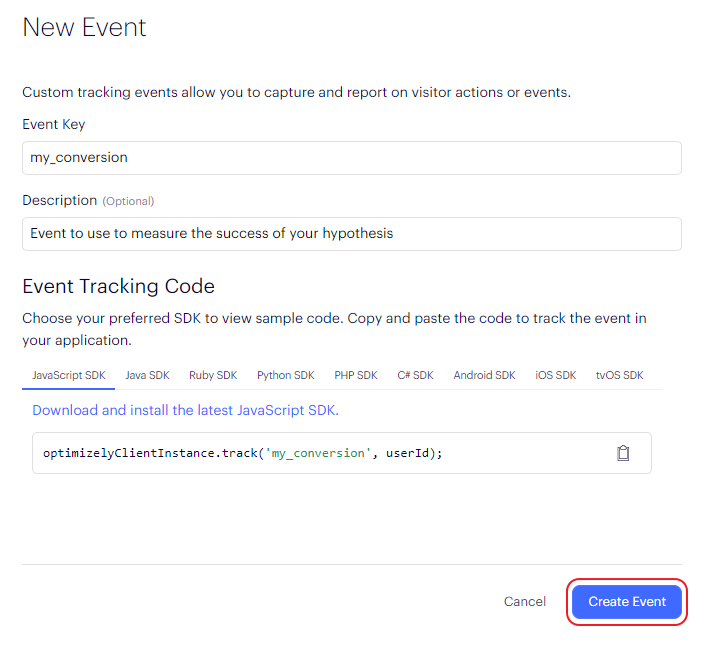 New Event
Custom tracking events allow you to capture and report on visitor actions or events.
Event Key
my_conversion
Description (Optional)
Event to use to measure the success of your hypothesis
Event Tracking Code
Choose your preferred SDK to view sample code. Copy and paste the code to track the event in
your application.
JavaScript SDK Java SDK Ruby SDK Python SDK PHP SDK C# SDK Android SDK iOS SDK tvOS SDK
Download and install the latest JavaScript SDK.
optimizelyClientInstance.track('my_conversion', userId);
Cancel Create Event